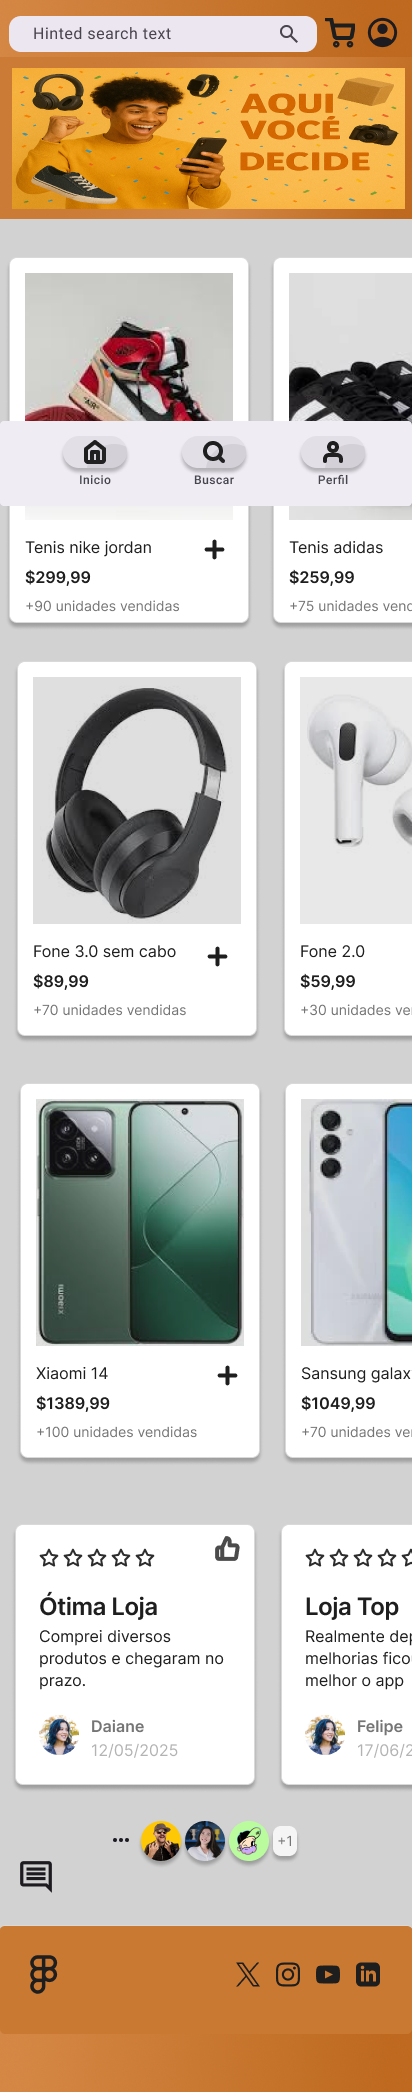 Hinted search text
AQUI
VOCÊ
DECIDE
"AIR"
Inicio
Buscar
Perfil
Tenis nike jordan
$299,99
+90 unidades vendidas
Tenis adidas
$259,99
+75 unidades vend
Fone 3.0 sem cabo
$89,99
+70 unidades vendidas
Fone 2.0
$59,99
+30 unidades ve
xiaomi
Xiaomi 14
$1389,99
+100 unidades vendidas
Sansung galax
$1049,99
+70 unidades ve
Ótima Loja
Comprei diversos
produtos e chegaram no
prazo.
Daiane
12/05/2025
Loja Top
Realmente de
melhorias fico
melhor o app
Felipe
17/06/2
+1